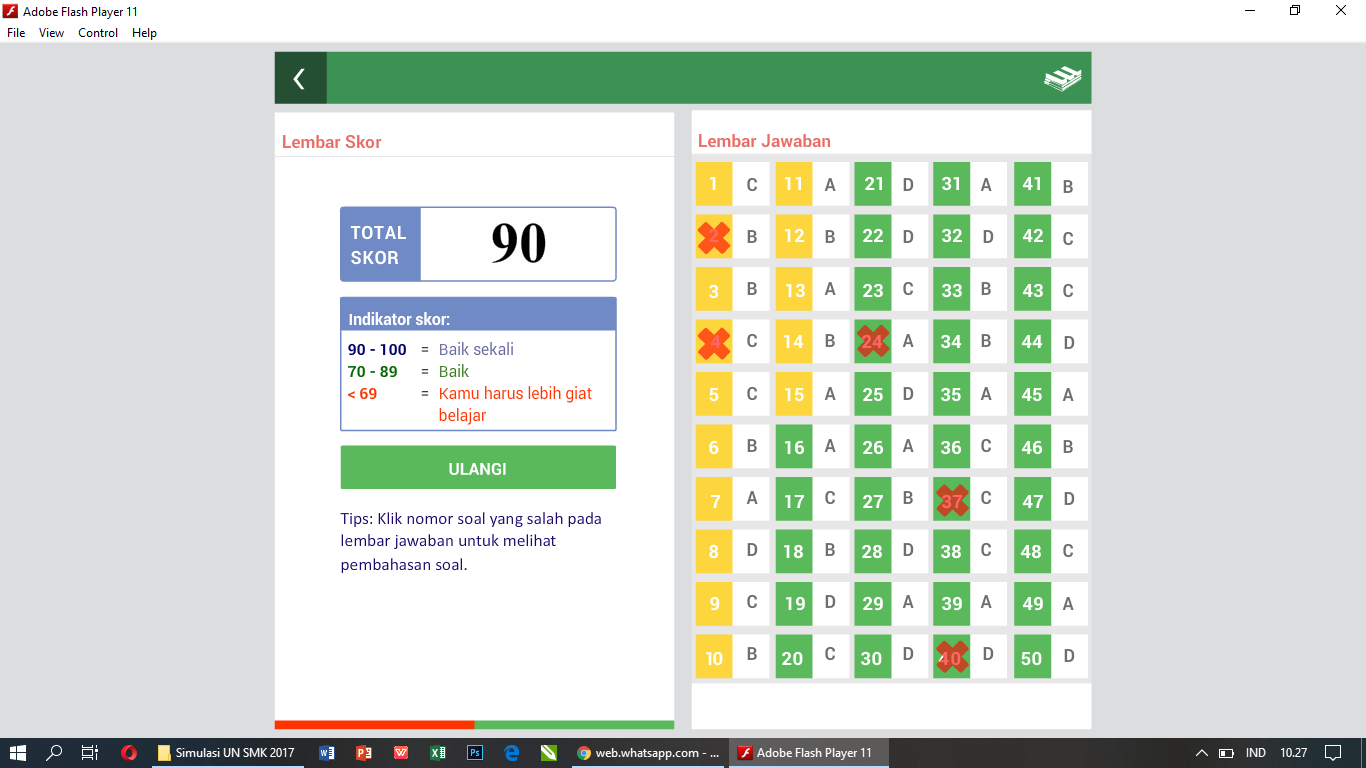 Adobe Flash Player 11
File View Control Help
Lembar Skor
TOTAL
SKOR
90
Indikator skor:
90 - 100 = Baik sekali
70 - 89 = Baik
< 69 = Kamu harus lebih giat
belajar
ULANGI
Tips: Klik nomor soal yang salah pada
lembar jawaban untuk melihat
pembahasan soal.
Lembar Jawaban
1 C 11 A 21 D 31 A 41 B
2 B 12 B 22 D 32 D 42 C
3 B 13 A 23 C 33 B 43 C
4 C 14 B 24 A 34 B 44 D
5 C 15 A 25 D 35 A 45 A
6 B 16 A 26 A 36 C 46 B
7 A 17 C 27 B 37 C 47 D
8 D 18 B 28 D 38 C 48 C
9 C 19 D 29 A 39 A 49 A
10 B 20 C 30 D 40 D 50 D
Simulasi UN SMK 2017 web.whatsapp.com - ... Adobe Flash Player 11 IND 10.27